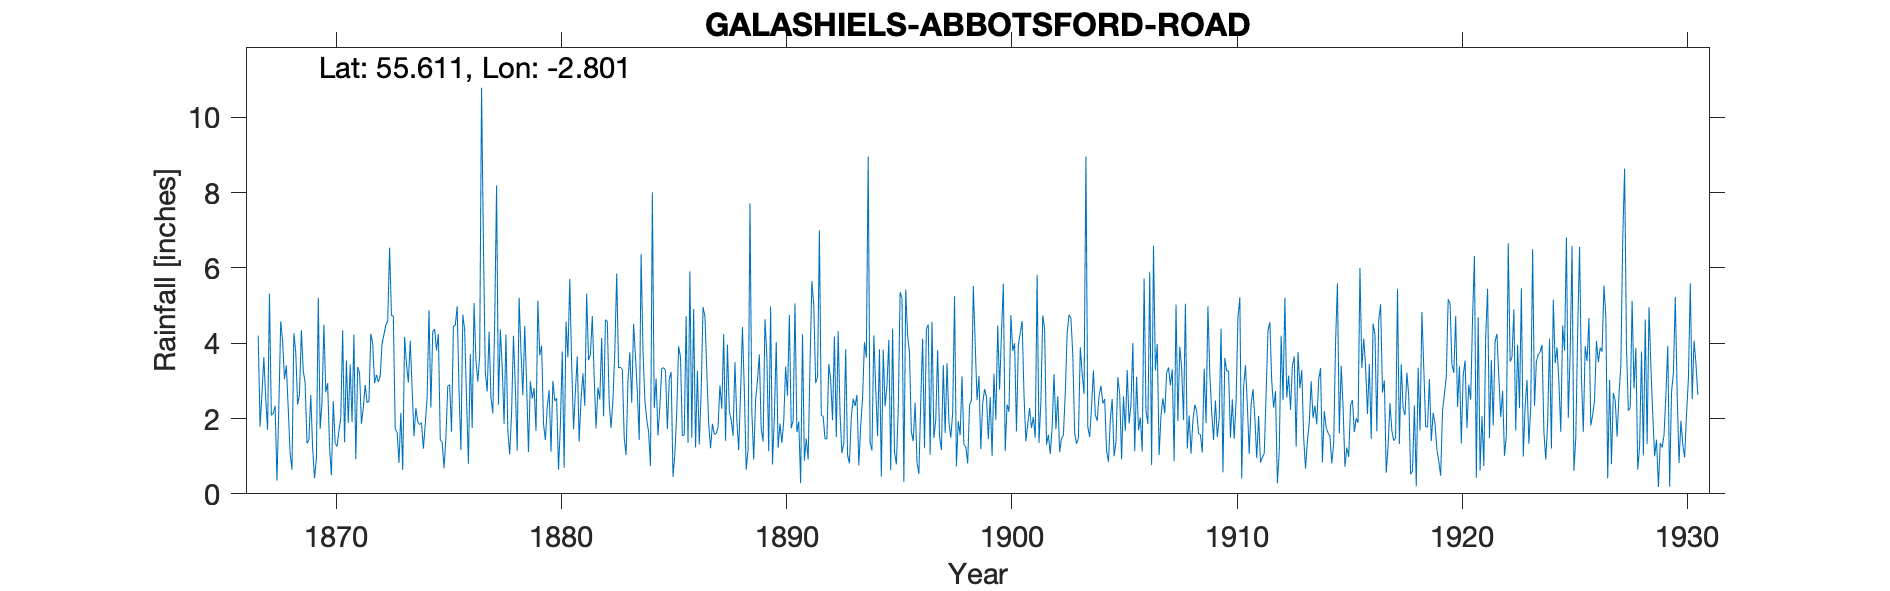 GALASHIELS-ABBOTSFORD-ROAD
Lat: 55.611, Lon: -2.801
Rainfall [inches]
10
8
6
4
2
0
1870 1880 1890 1900 1910 1920 1930
Year